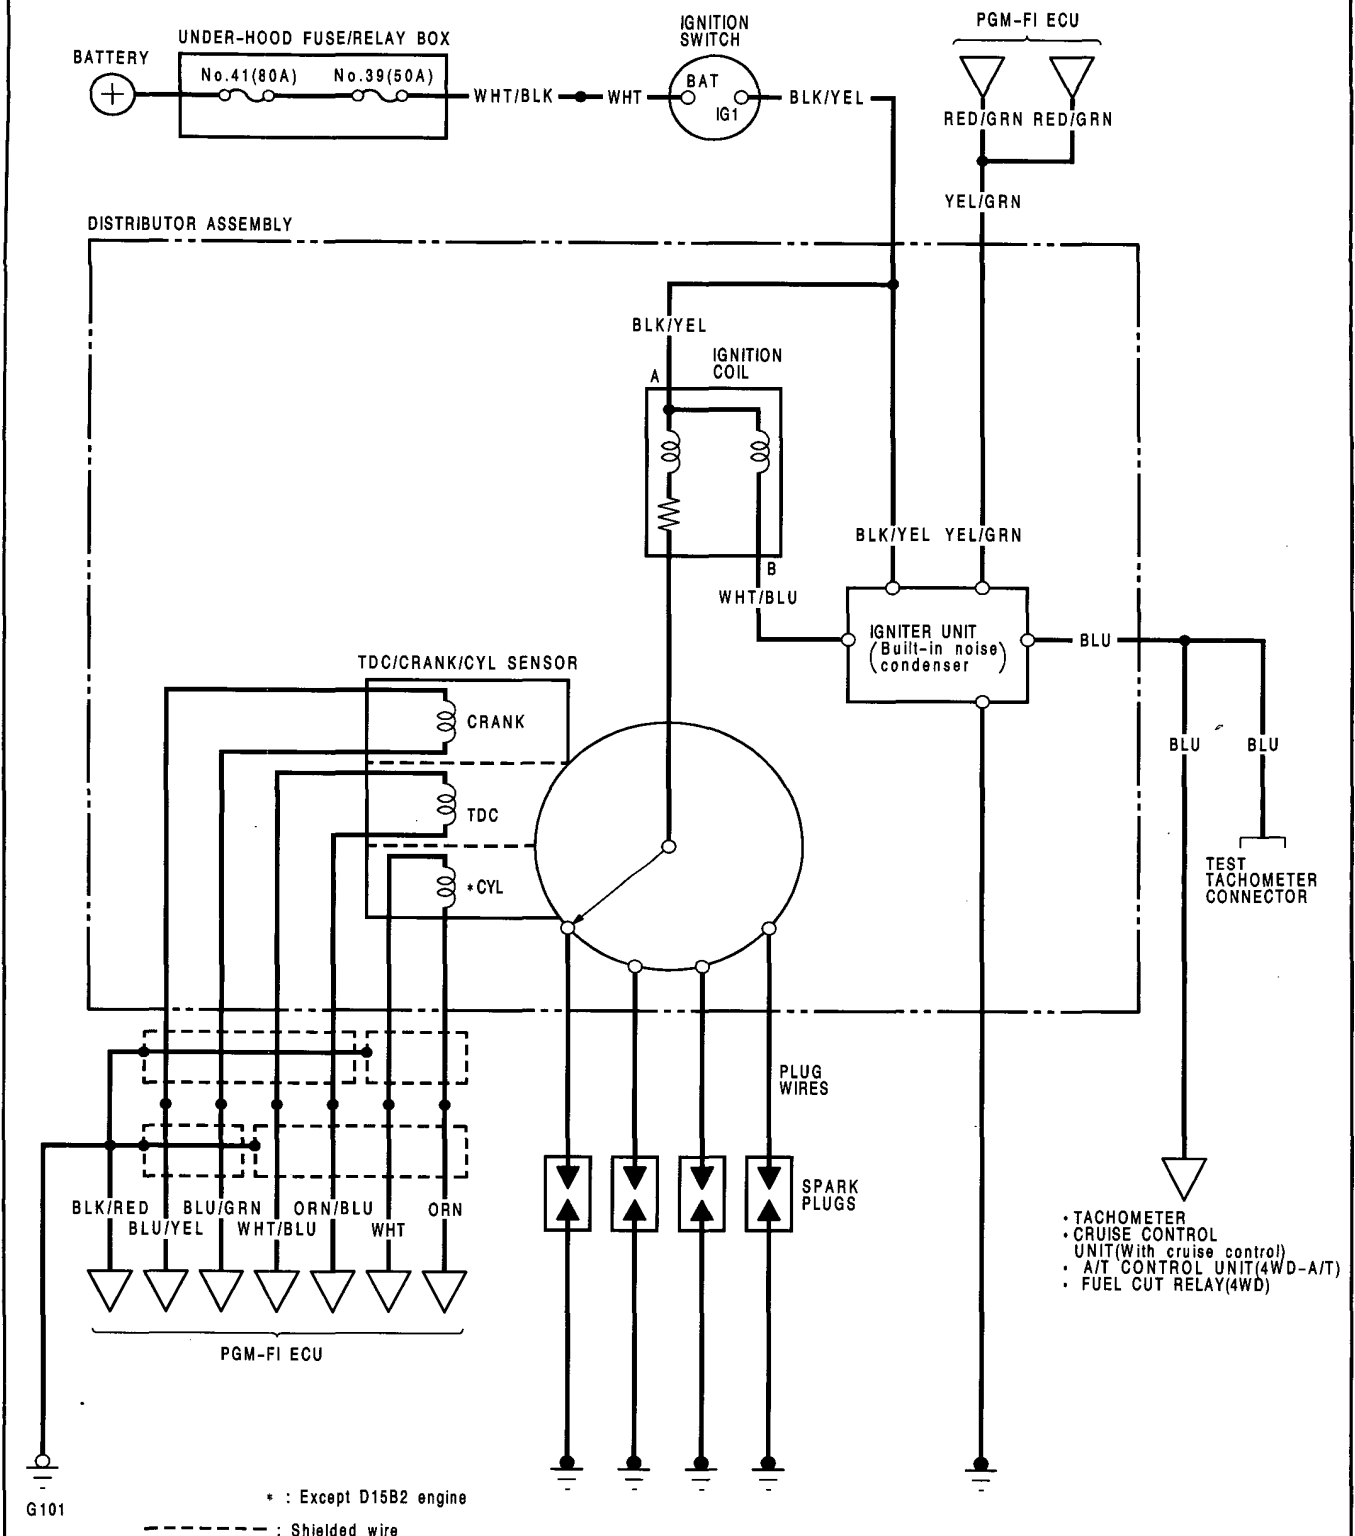 IGNITION
SWITCH
PGM-FI ECU
UNDER-HOOD FUSE/RELAY BOX
BATTERY
No.41(80A) No.39(50A)
WHT/BLK
WHT
BAT
IG1
BLK/YEL
RED/GRN RED/GRN
YEL/GRN
DISTRIBUTOR ASSEMBLY
BLK/YEL
IGNITION
COIL
A
BLK/YEL YEL/GRN
B
WHT/BLU
IGNITER UNIT
(Built-in noise
condenser)
BLU
TDC/CRANK/CYL SENSOR
CRANK
TDC
*CYL
BLU BLU
TEST
TACHOMETER
CONNECTOR
PLUG
WIRES
SPARK
PLUGS
BLK/RED BLU/GRN ORN/BLU ORN
BLU/YEL WHT/BLU WHT
• TACHOMETER
• CRUISE CONTROL
UNIT(With cruise control)
• A/T CONTROL UNIT(4WD-A/T)
• FUEL CUT RELAY(4WD)
PGM-FI ECU
G101
* : Except D15B2 engine
: Shielded wire